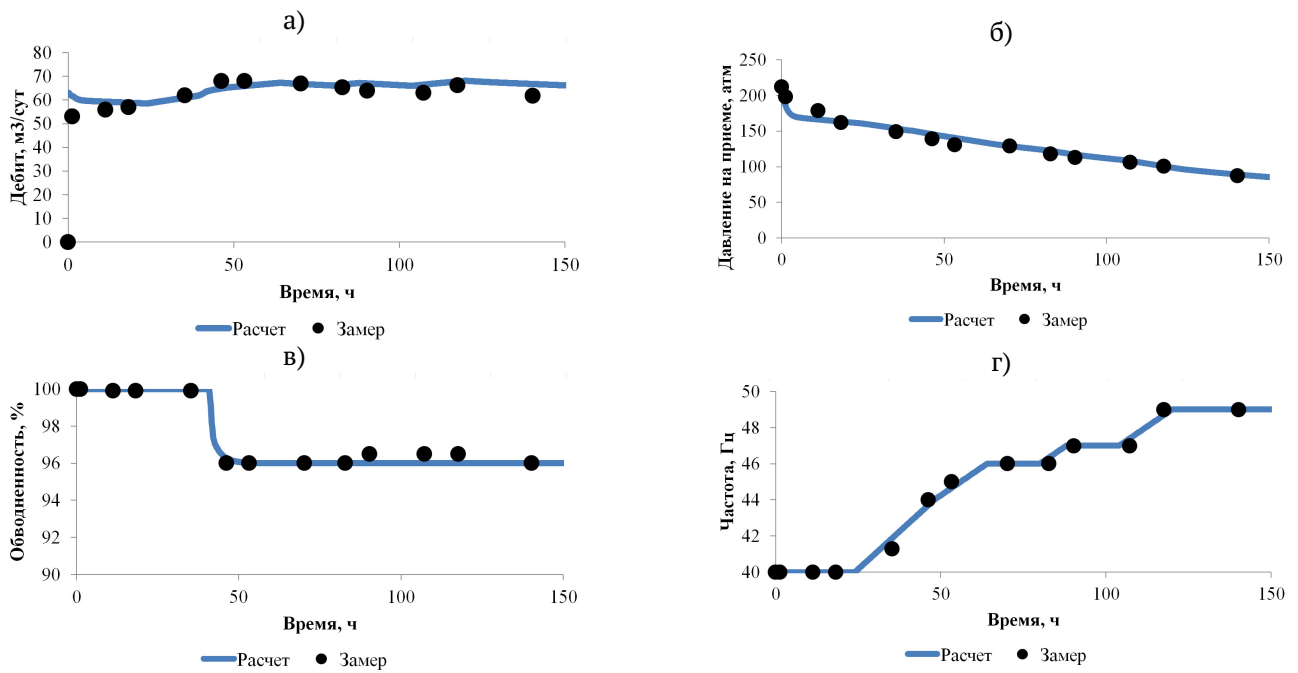 а)
Дебит, м3/сут
80
70
60
50
40
30
20
10
0
0 50 100 150
Время, ч
Расчет Замер
б)
Давление на приеме, атм
250
200
150
100
50
0
0 50 100 150
Время, ч
Расчет Замер
в)
Обводненность, %
100
98
96
94
92
90
0 50 100 150
Время, ч
Расчет Замер
г)
Частота, Гц
50
48
46
44
42
40
0 50 100 150
Время, ч
Расчет Замер